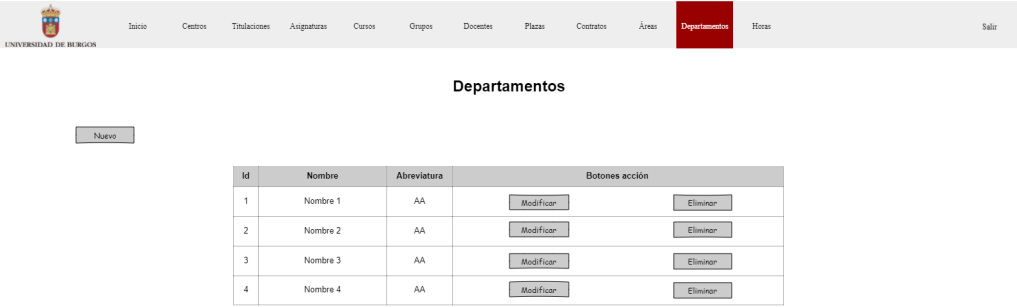 UNIVERSIDAD DE BURGOS
Inicio Centros Titulaciones Asignaturas Cursos Grupos Docentes Plazas Contratos Áreas Departamentos Horas Salir
Departamentos
Nuevo
Id Nombre Abreviatura Botones acción
1 Nombre 1 AA Modificar Eliminar
2 Nombre 2 AA Modificar Eliminar
3 Nombre 3 AA Modificar Eliminar
4 Nombre 4 AA Modificar Eliminar